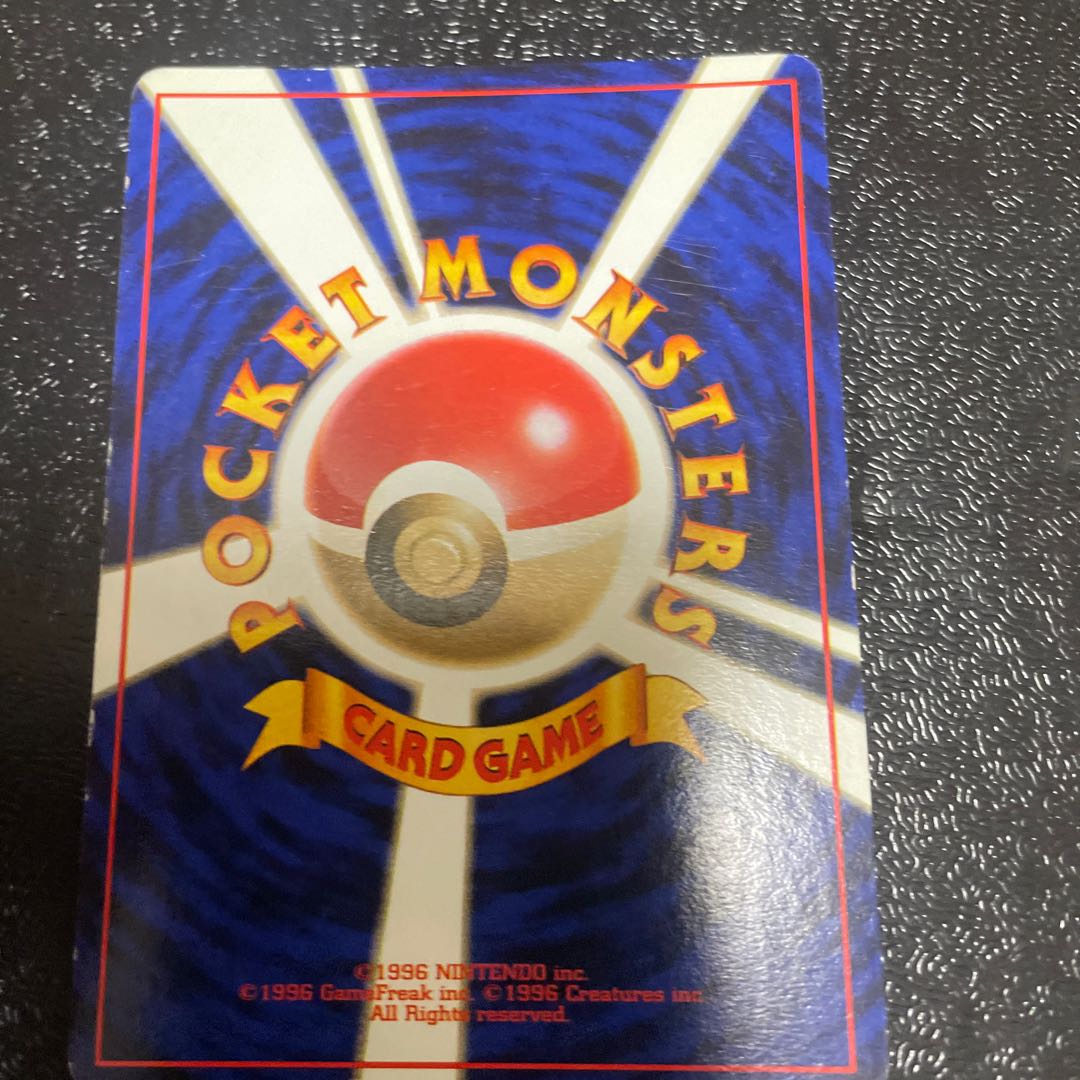 POCKET MONSTERS
CARD GAME
©1996 NINTENDO inc.
©1996 GameFreak inc. ©1996 Creatures inc.
All Rights reserved.